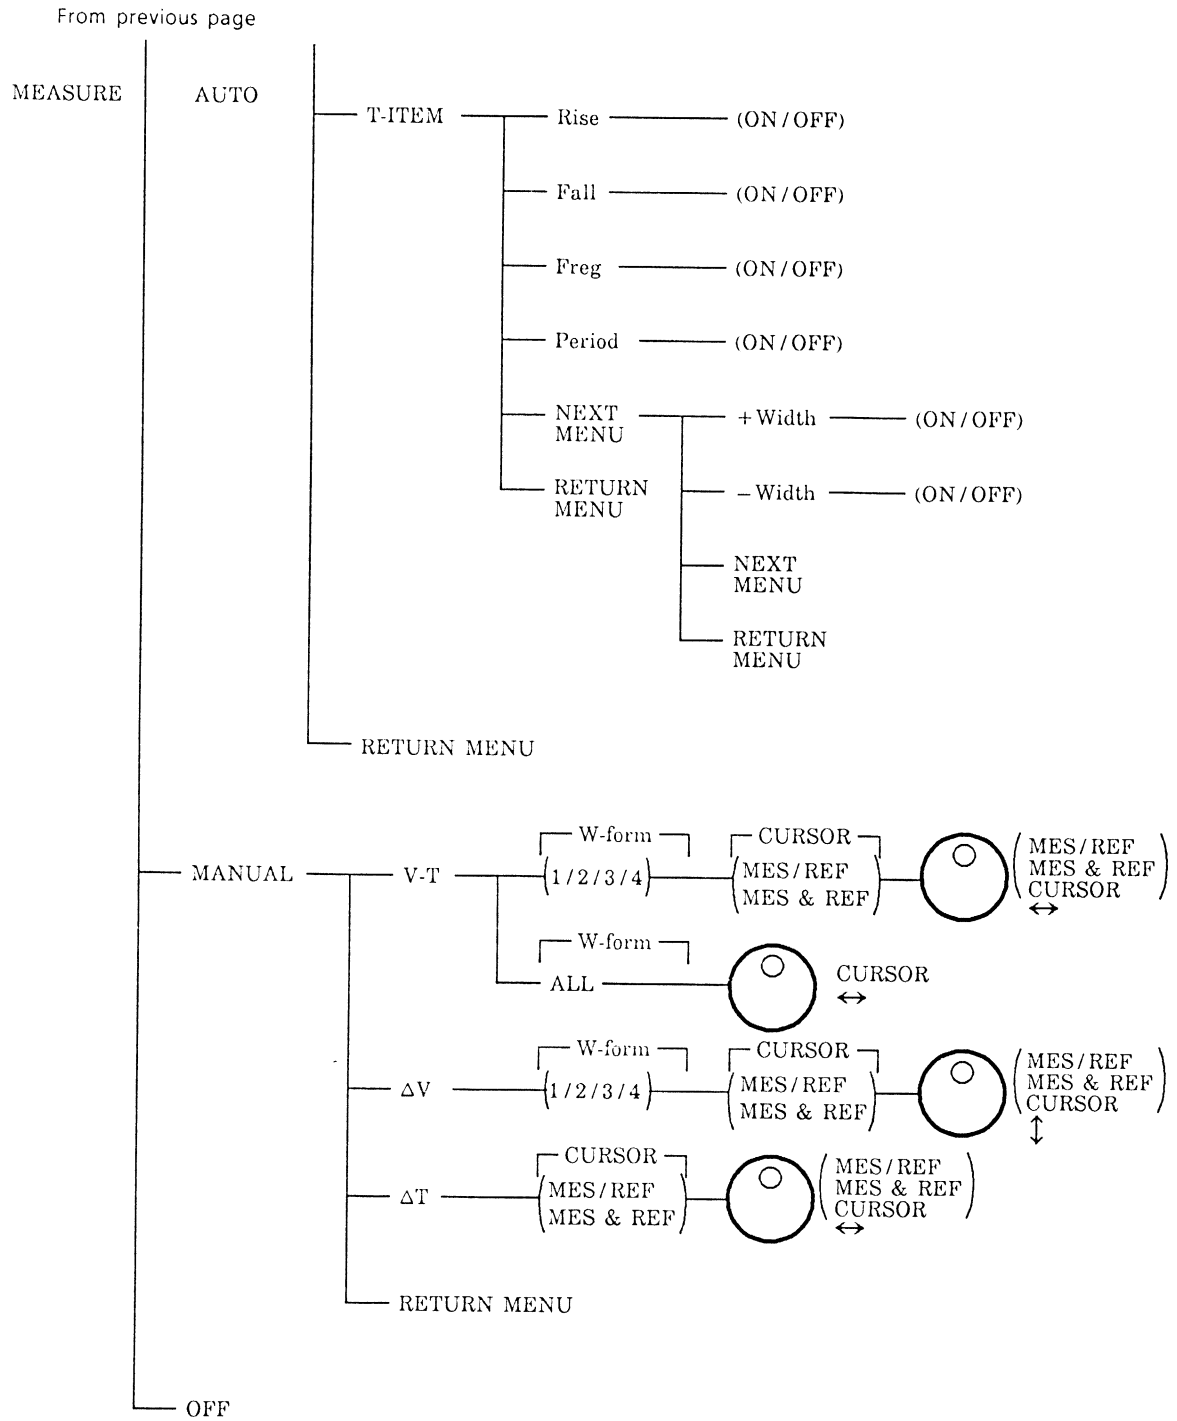 From previous page
MEASURE AUTO
T-ITEM Rise (ON/OFF)
Fall (ON/OFF)
Freg (ON/OFF)
Period (ON/OFF)
NEXT MENU +Width (ON/OFF)
RETURN MENU -Width (ON/OFF)
NEXT MENU
RETURN MENU
RETURN MENU
MANUAL V-T W-form (1/2/3/4) CURSOR (MES/REF MES & REF) (MES/REF MES & REF CURSOR ↔)
W-form ALL CURSOR ↔
ΔV W-form (1/2/3/4) CURSOR (MES/REF MES & REF) (MES/REF MES & REF CURSOR ↕)
ΔT CURSOR (MES/REF MES & REF) (MES/REF MES & REF CURSOR ↔)
RETURN MENU
OFF